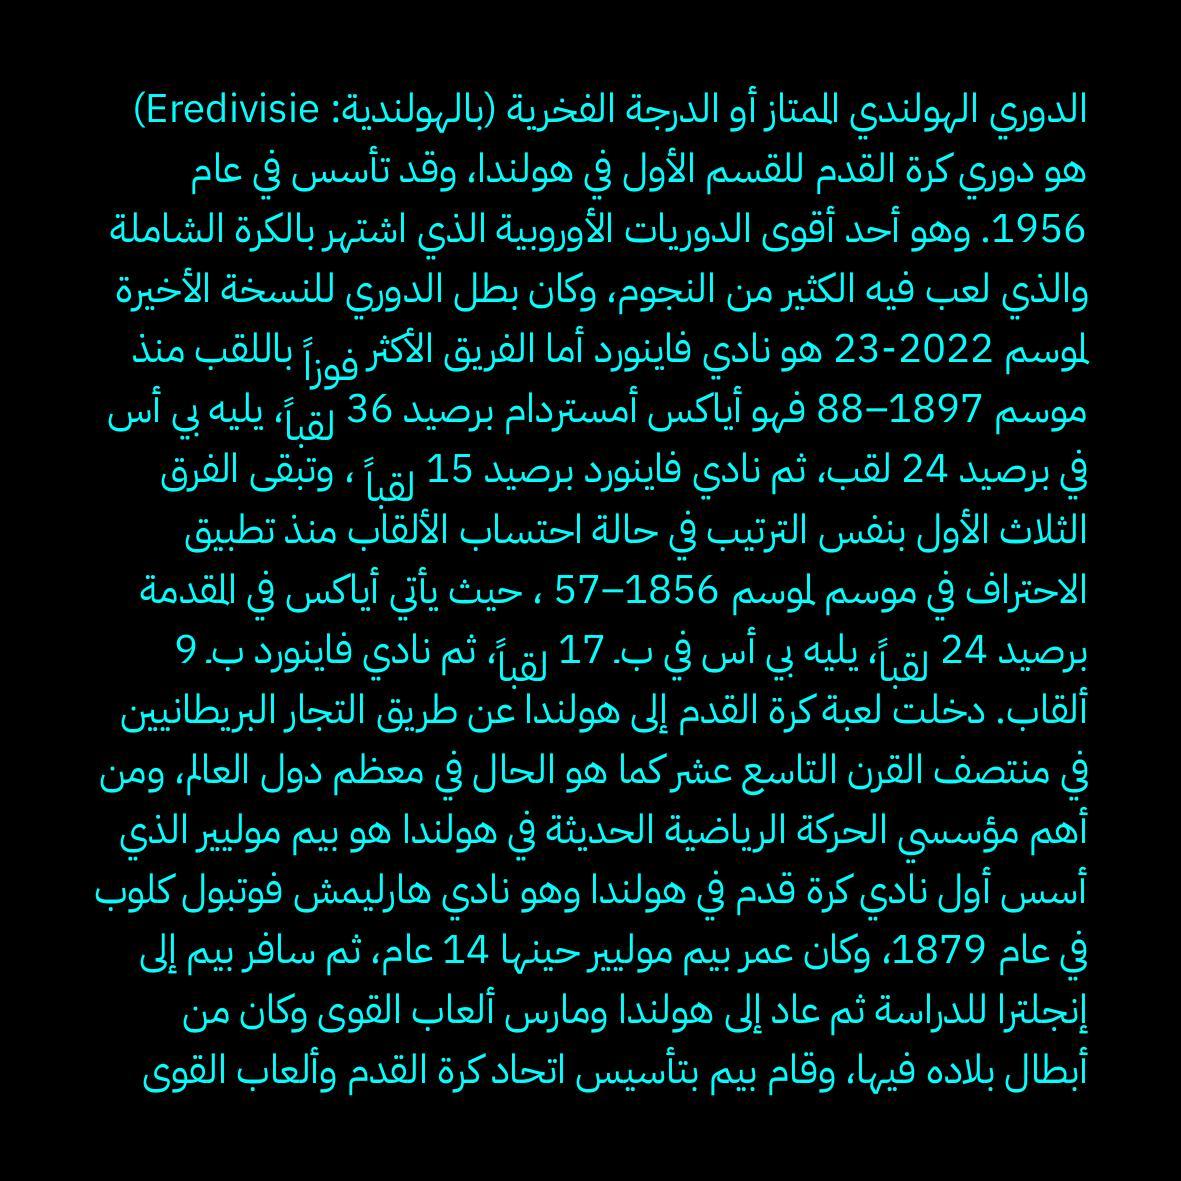 الدوري الهولندي الممتاز أو الدرجة الفخرية (بالهولندية: Eredivisie)
هو دوري كرة القدم للقسم الأول في هولندا، وقد تأسس في عام
1956. وهو أحد أقوى الدوريات الأوروبية الذي اشتهر بالكرة الشاملة
والذي لعب فيه الكثير من النجوم، وكان بطل الدوري للنسخة الأخيرة
لموسم 2022-23 هو نادي فاينورد أما الفريق الأكثر فوزاً باللقب منذ
موسم 1897–88 فهو أياكس أمستردام برصيد 36 لقباً، يليه بي أس
في برصيد 24 لقب، ثم نادي فاينورد برصيد 15 لقباً ، وتبقى الفرق
الثلاث الأول بنفس الترتيب في حالة احتساب الألقاب منذ تطبيق
الاحتراف في موسم لموسم 1856–57 ، حيث يأتي أياكس في المقدمة
برصيد 24 لقباً، يليه بي أس في بـ 17 لقباً، ثم نادي فاينورد بـ 9
ألقاب. دخلت لعبة كرة القدم إلى هولندا عن طريق التجار البريطانيين
في منتصف القرن التاسع عشر كما هو الحال في معظم دول العالم، ومن
أهم مؤسسي الحركة الرياضية الحديثة في هولندا هو بيم موليير الذي
أسس أول نادي كرة قدم في هولندا وهو نادي هارليمش فوتبول كلوب
في عام 1879، وكان عمر بيم موليير حينها 14 عام، ثم سافر بيم إلى
إنجلترا للدراسة ثم عاد إلى هولندا ومارس ألعاب القوى وكان من
أبطال بلاده فيها، وقام بيم بتأسيس اتحاد كرة القدم وألعاب القوى